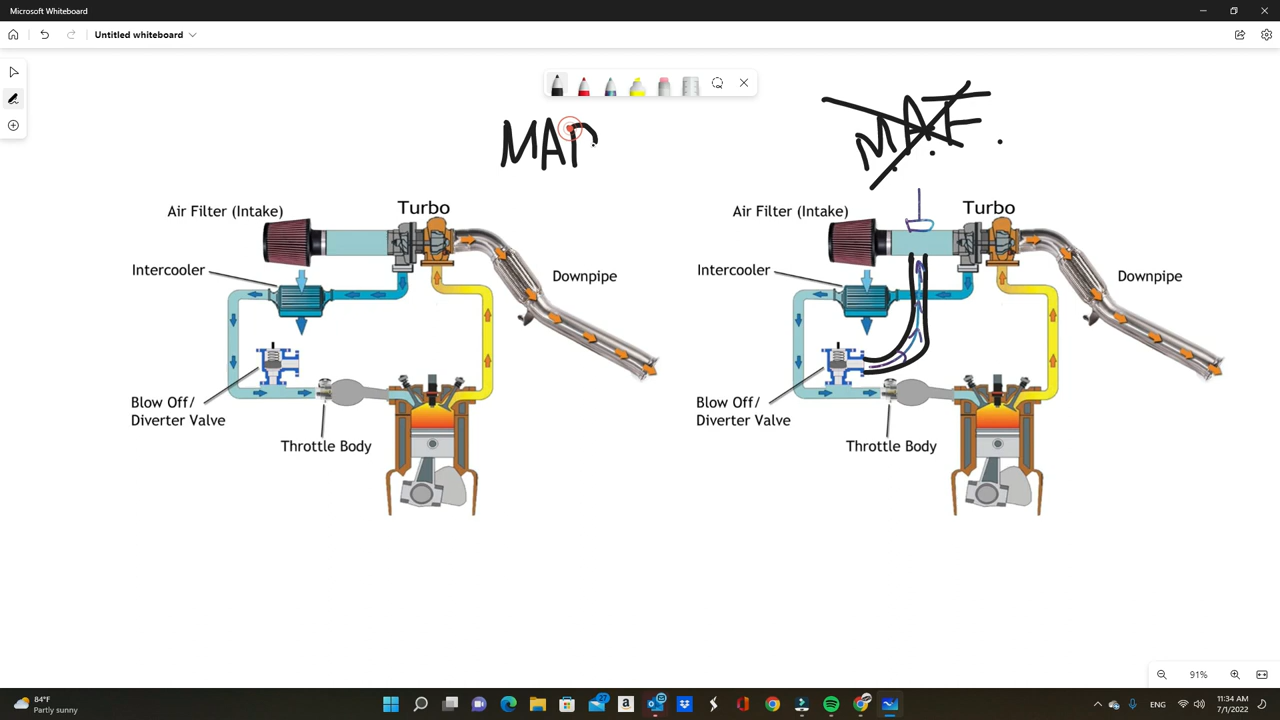 Microsoft Whiteboard
Untitled whiteboard
MAP
MAF
Air Filter (Intake)
Turbo
Intercooler
Downpipe
Blow Off/
Diverter Valve
Throttle Body
Air Filter (Intake)
Turbo
Intercooler
Downpipe
Blow Off/
Diverter Valve
Throttle Body
91%
84°F
Partly sunny
27
a
ENG
11:34 AM
7/1/2022